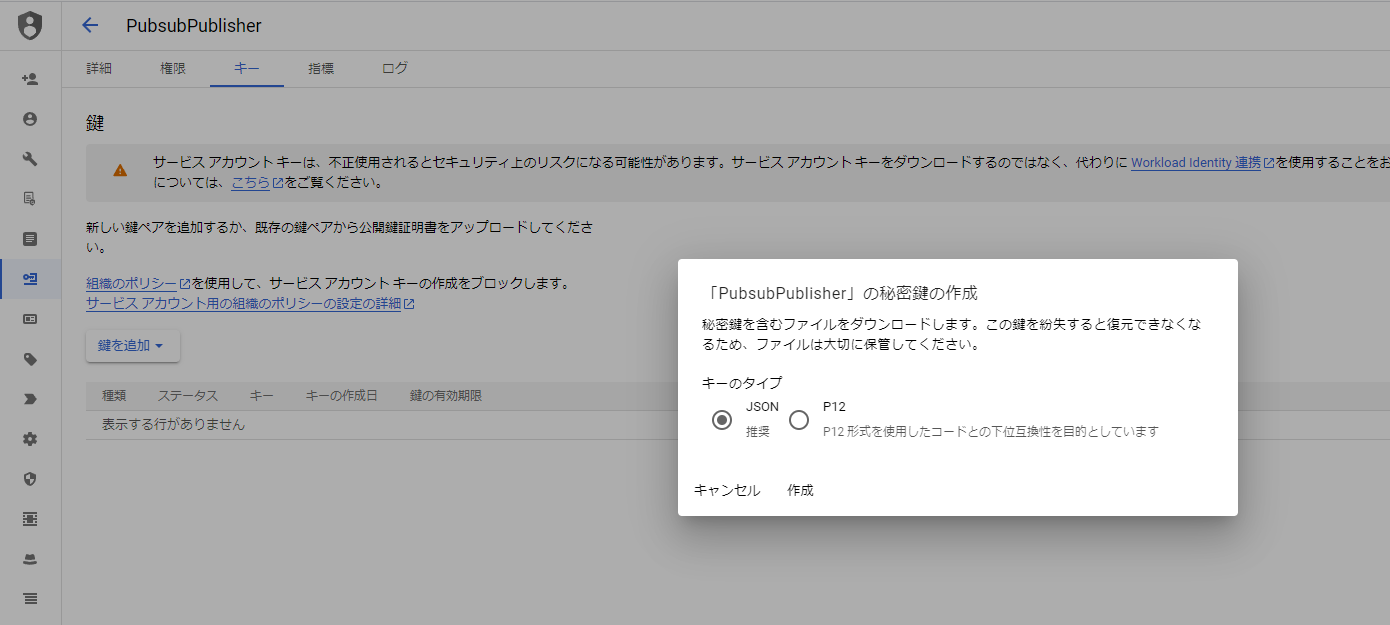 PubsubPublisher
詳細 権限 キー 指標 ログ
鍵
サービス アカウント キーは、不正使用されるとセキュリティ上のリスクになる可能性があります。サービス アカウント キーをダウンロードするのではなく、代わりに Workload Identity 連携 を使用することをお
については、こちら をご覧ください。
新しい鍵ペアを追加するか、既存の鍵ペアから公開鍵証明書をアップロードしてくださ
い。
組織のポリシー を使用して、サービス アカウント キーの作成をブロックします。
サービス アカウント用の組織のポリシーの設定の詳細
鍵を追加
種類 ステータス キー キーの作成日 鍵の有効期限
表示する行がありません
「PubsubPublisher」の秘密鍵の作成
秘密鍵を含むファイルをダウンロードします。この鍵を紛失すると復元できなくな
るため、ファイルは大切に保管してください。
キーのタイプ
JSON P12
推奨 P12 形式を使用したコードとの下位互換性を目的としています
キャンセル 作成